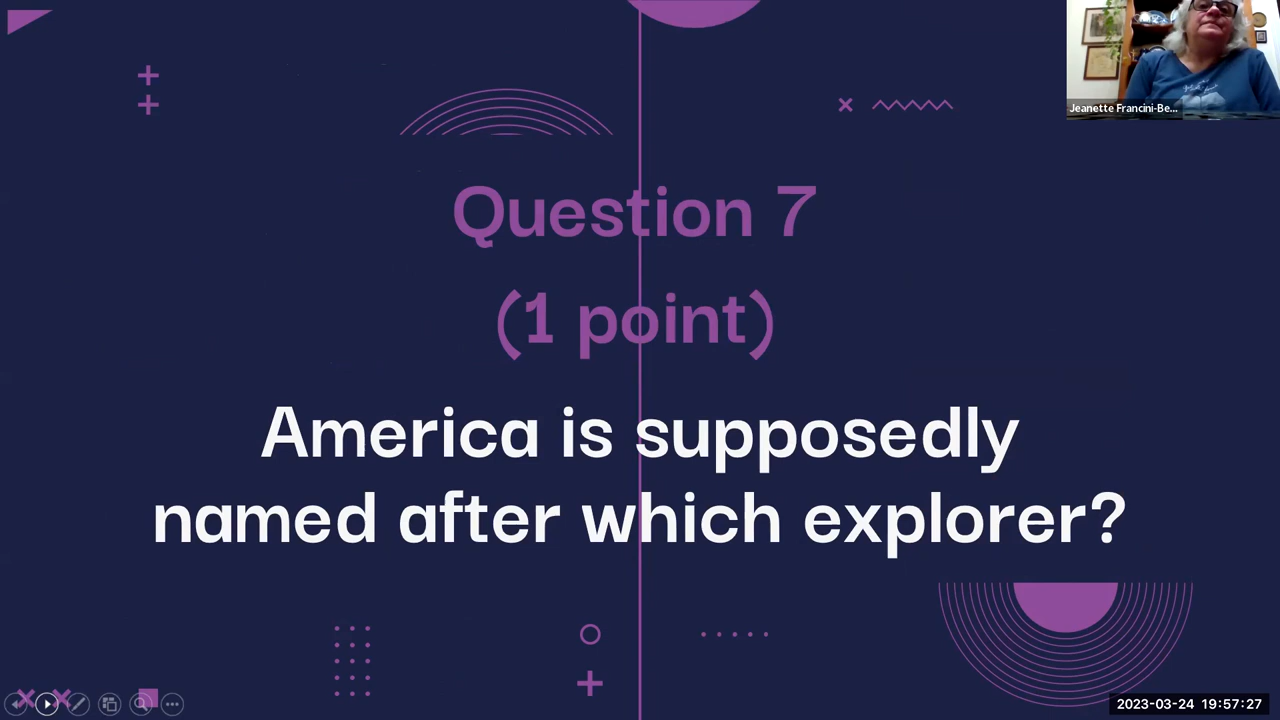 Jeanette Francini-Be...
Question 7
(1 point)
America is supposedly
named after which explorer?
2023-03-24 19:57:27